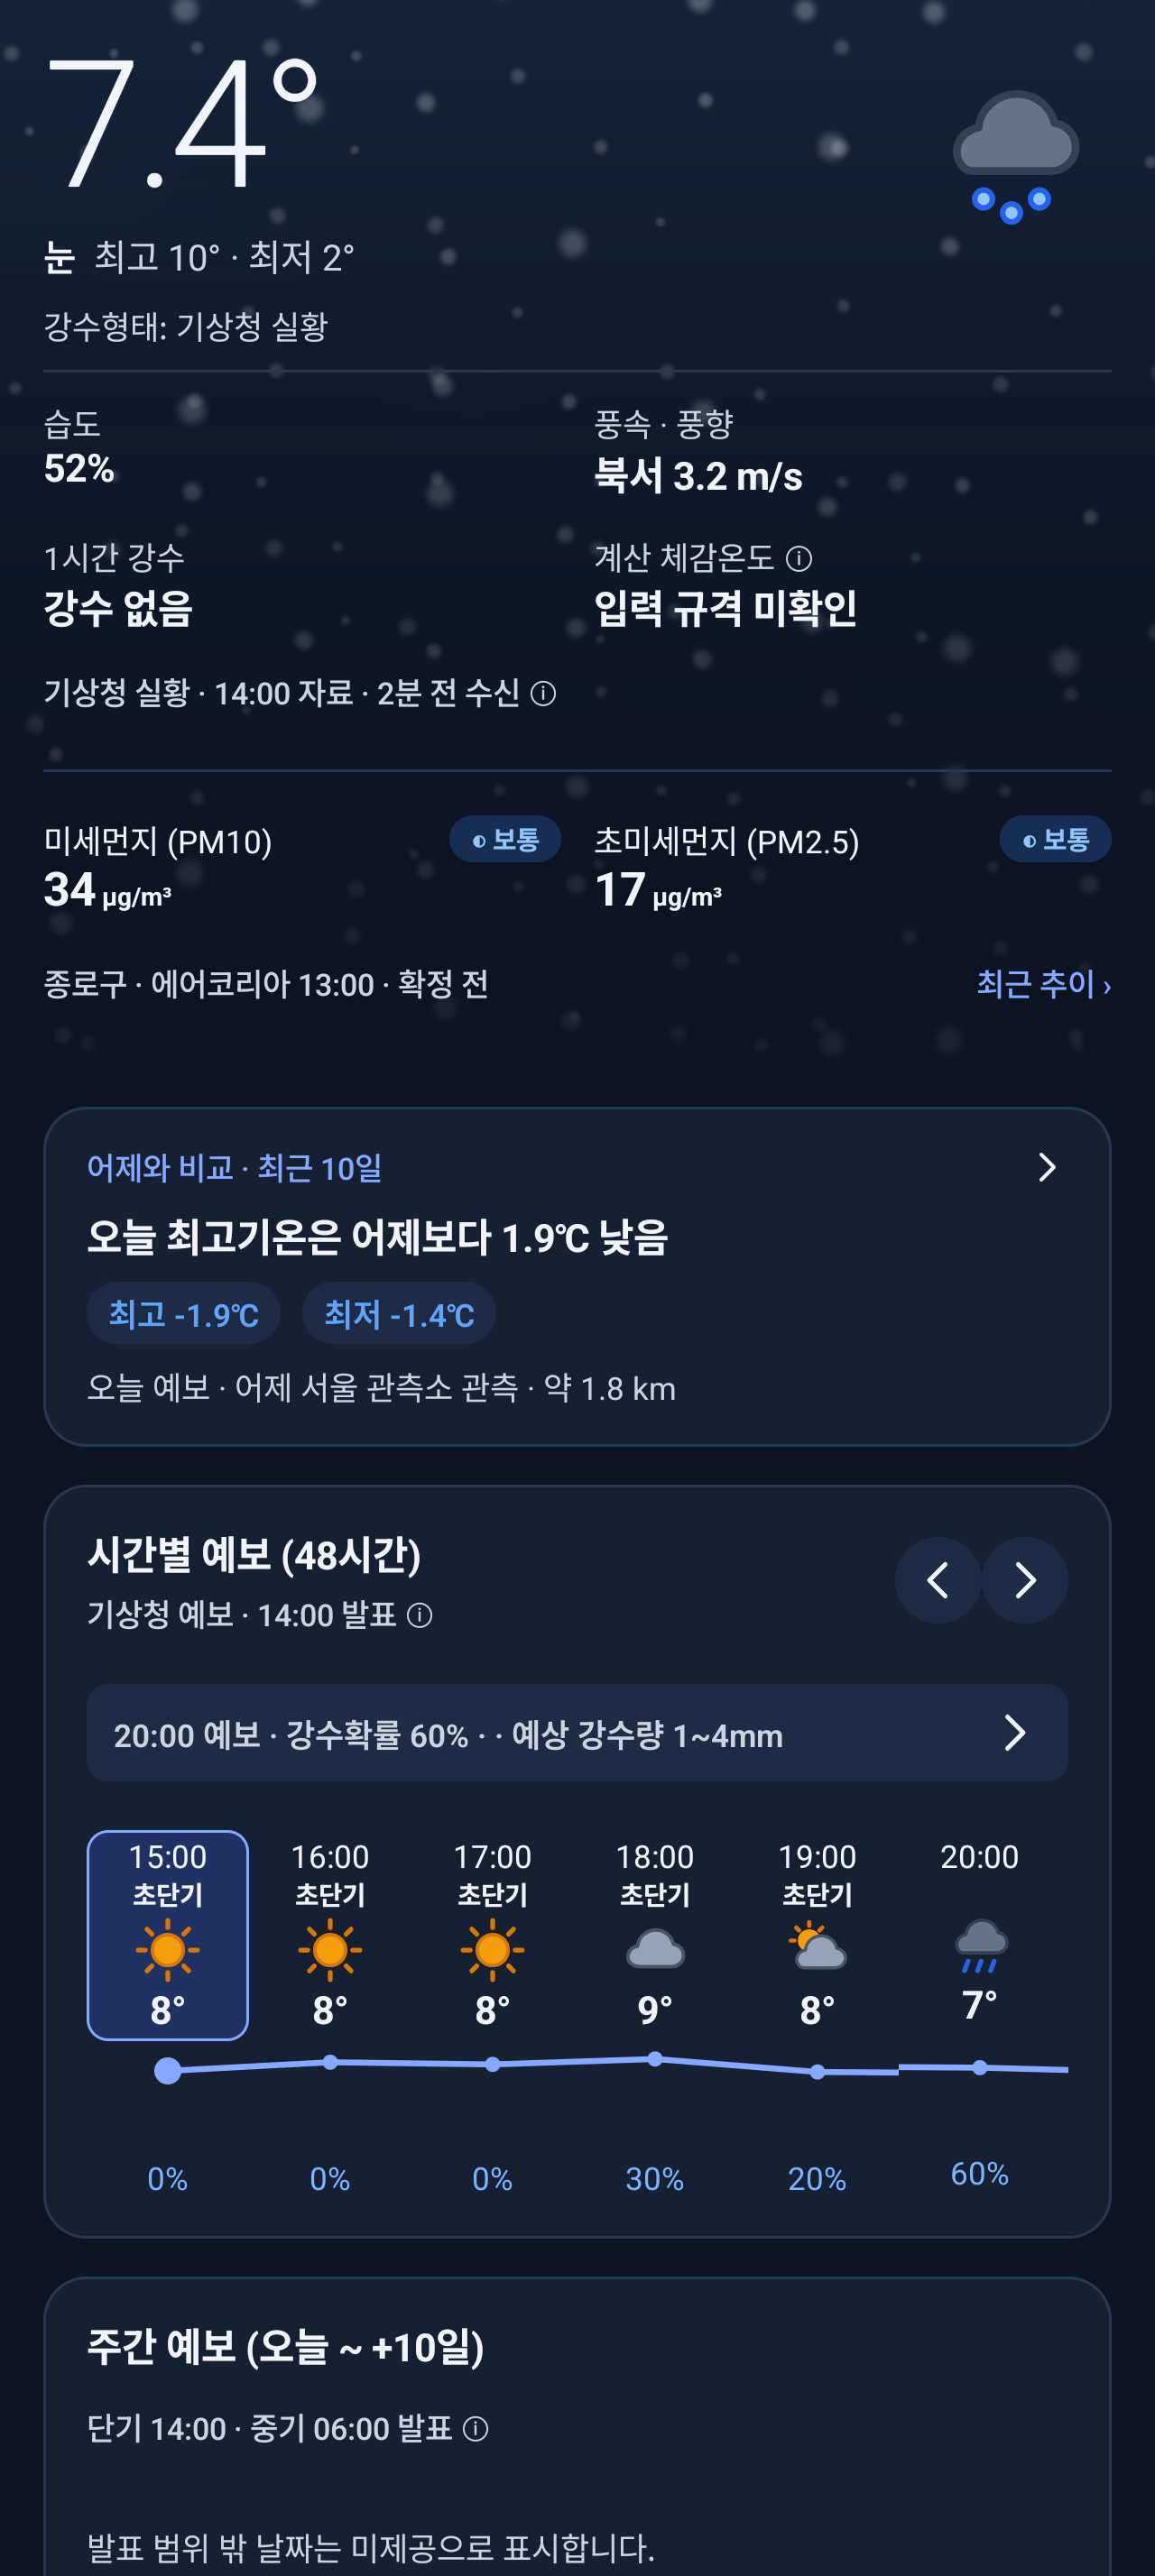 7.4°
눈 최고 10° · 최저 2°
강수형태: 기상청 실황
습도
52%
풍속 · 풍향
북서 3.2 m/s
1시간 강수
강수 없음
계산 체감온도 ⓘ
입력 규격 미확인
기상청 실황 · 14:00 자료 · 2분 전 수신 ⓘ
미세먼지 (PM10) 보통
34 µg/m³
초미세먼지 (PM2.5) 보통
17 µg/m³
종로구 · 에어코리아 13:00 · 확정 전
최근 추이 ›
어제와 비교 · 최근 10일
오늘 최고기온은 어제보다 1.9℃ 낮음
최고 -1.9℃ 최저 -1.4℃
오늘 예보 · 어제 서울 관측소 관측 · 약 1.8 km
시간별 예보 (48시간)
기상청 예보 · 14:00 발표 ⓘ
20:00 예보 · 강수확률 60% · · 예상 강수량 1~4mm
15:00 16:00 17:00 18:00 19:00 20:00
초단기 초단기 초단기 초단기 초단기
8° 8° 8° 9° 8° 7°
0% 0% 0% 30% 20% 60%
주간 예보 (오늘 ~ +10일)
단기 14:00 · 중기 06:00 발표 ⓘ
발표 범위 밖 날짜는 미제공으로 표시합니다.